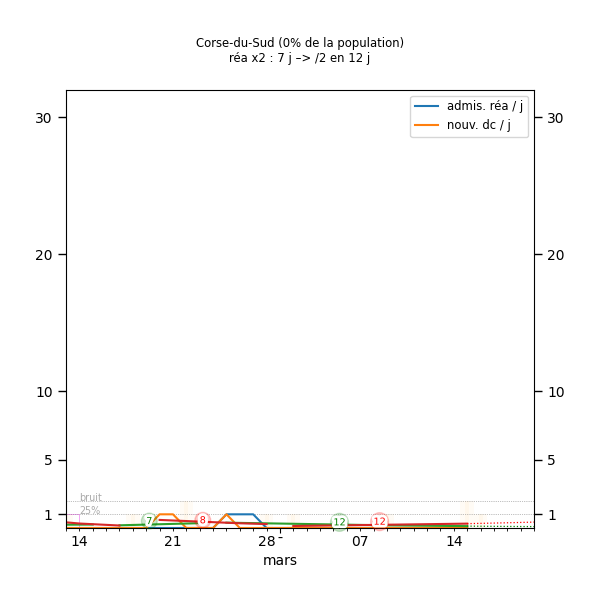 Corse-du-Sud (0% de la population)
réa x2 : 7 j –> /2 en 12 j
admis. réa / j
nouv. dc / j
30 30
20 20
10 10
5 5
bruit
25%
1 1
7 8 12 12
14 21 28 07 14
mars